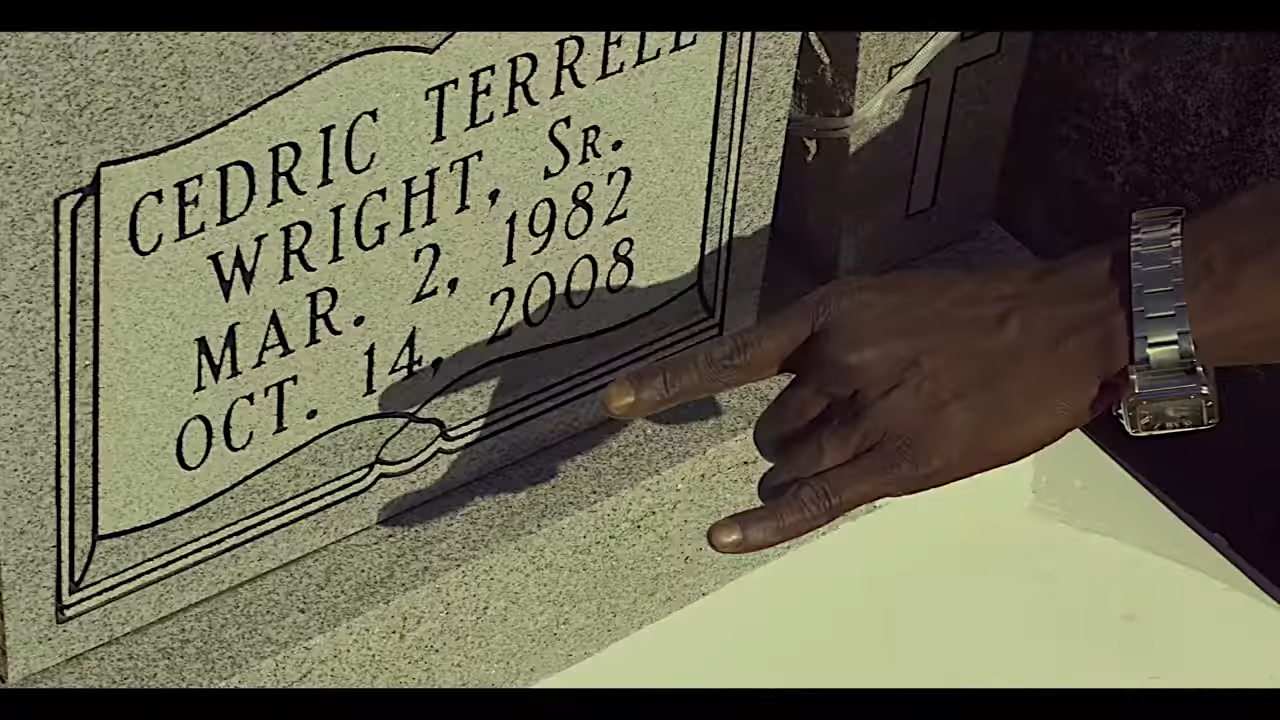 CEDRIC TERRELL
WRIGHT, SR.
MAR. 2, 1982
OCT. 14, 2008